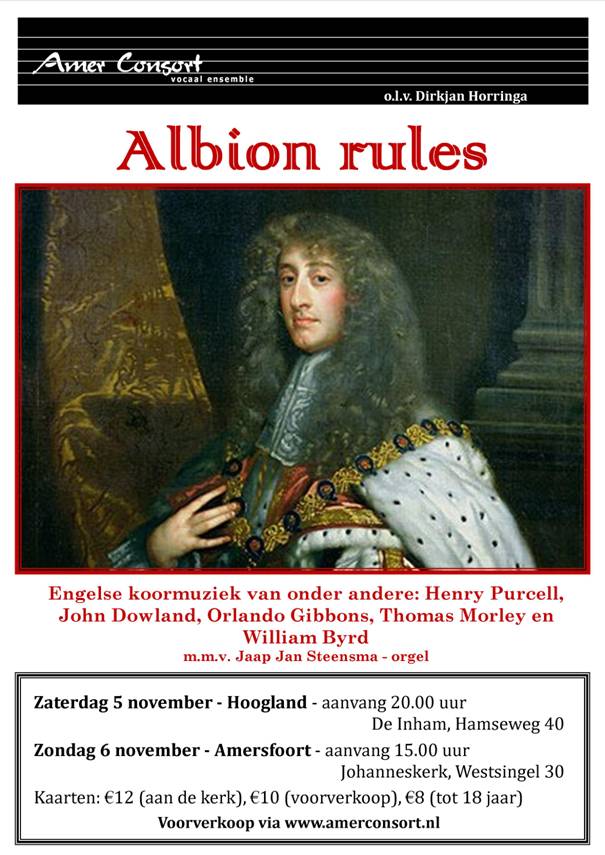 Amer Consort
vocaal ensemble
o.l.v. Dirkjan Horringa
Albion rules
Engelse koormuziek van onder andere: Henry Purcell,
John Dowland, Orlando Gibbons, Thomas Morley en
William Byrd
m.m.v. Jaap Jan Steensma - orgel
Zaterdag 5 november - Hoogland - aanvang 20.00 uur
De Inham, Hamseweg 40
Zondag 6 november - Amersfoort - aanvang 15.00 uur
Johanneskerk, Westsingel 30
Kaarten: €12 (aan de kerk), €10 (voorverkoop), €8 (tot 18 jaar)
Voorverkoop via www.amerconsort.nl